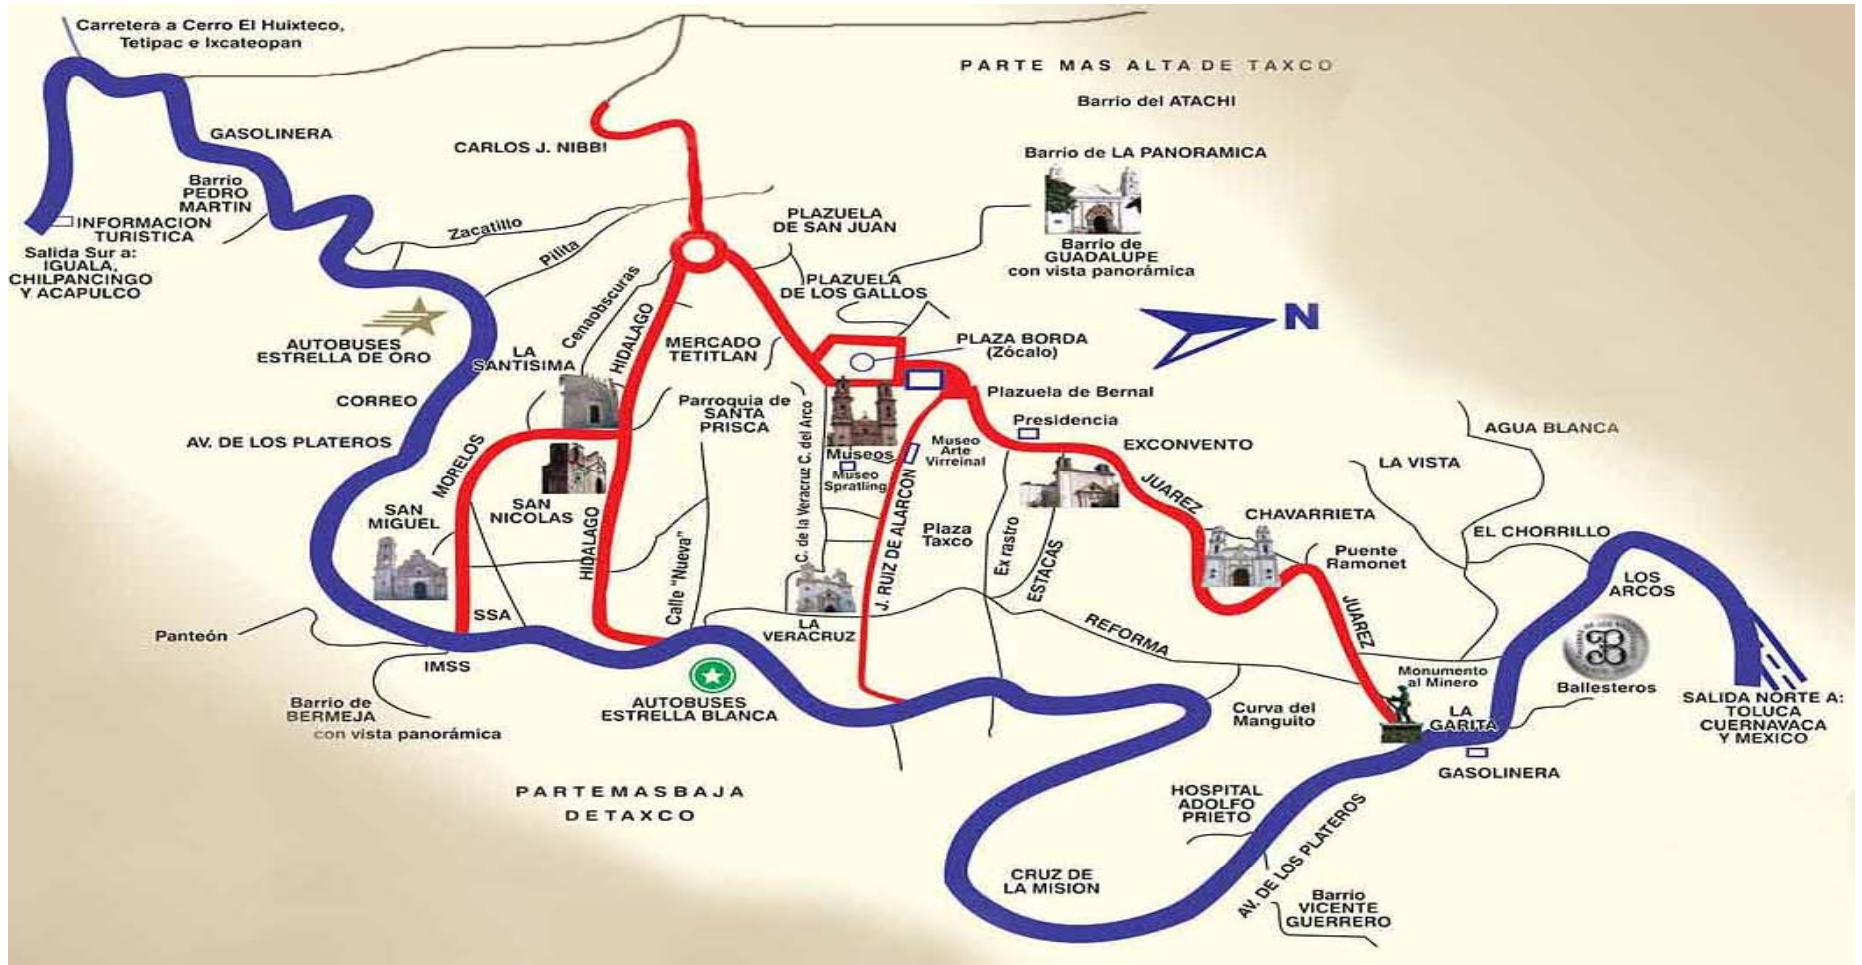 Carretera a Cerro El Huixteco,
Tetipac e Ixcateopan
PARTE MAS ALTA DE TAXCO
Barrio del ATACHI
GASOLINERA
CARLOS J. NIBBI
Barrio de LA PANORAMICA
Barrio
PEDRO
MARTIN
INFORMACION
TURISTICA
Zacatillo
Pilita
PLAZUELA
DE SAN JUAN
Barrio de
GUADALUPE
con vista panorámica
Salida Sur a:
IGUALA,
CHILPANCINGO
Y ACAPULCO
Cenaobscuras
HIDALAGO
PLAZUELA
DE LOS GALLOS
N
AUTOBUSES
ESTRELLA DE ORO
LA
SANTISIMA
MERCADO
TETITLAN
PLAZA BORDA
(Zócalo)
CORREO
Parroquia de
SANTA
PRISCA
C. de la Veracruz C. del Arco
Plazuela de Bernal
Presidencia
AV. DE LOS PLATEROS
MORELOS
Museos
Museo
Spratling
Museo
Arte
Virreinal
EXCONVENTO
AGUA BLANCA
LA VISTA
SAN
MIGUEL
SAN
NICOLAS
HIDALAGO
Calle "Nueva"
J. RUIZ DE ALARCON
Plaza
Taxco
Ex rastro
ESTACAS
JUAREZ
CHAVARRIETA
Puente
Ramonet
EL CHORRILLO
LOS
ARCOS
SSA
LA
VERACRUZ
REFORMA
JUAREZ
Panteón
IMSS
Monumento
al Minero
B
Ballesteros
Barrio de
BERMEJA
con vista panorámica
AUTOBUSES
ESTRELLA BLANCA
Curva del
Manguito
LA
GARITA
SALIDA NORTE A:
TOLUCA
CUERNAVACA
Y MEXICO
GASOLINERA
PARTEMASBAJA
DETAXCO
HOSPITAL
ADOLFO
PRIETO
AV. DE LOS PLATEROS
CRUZ DE
LA MISION
Barrio
VICENTE
GUERRERO